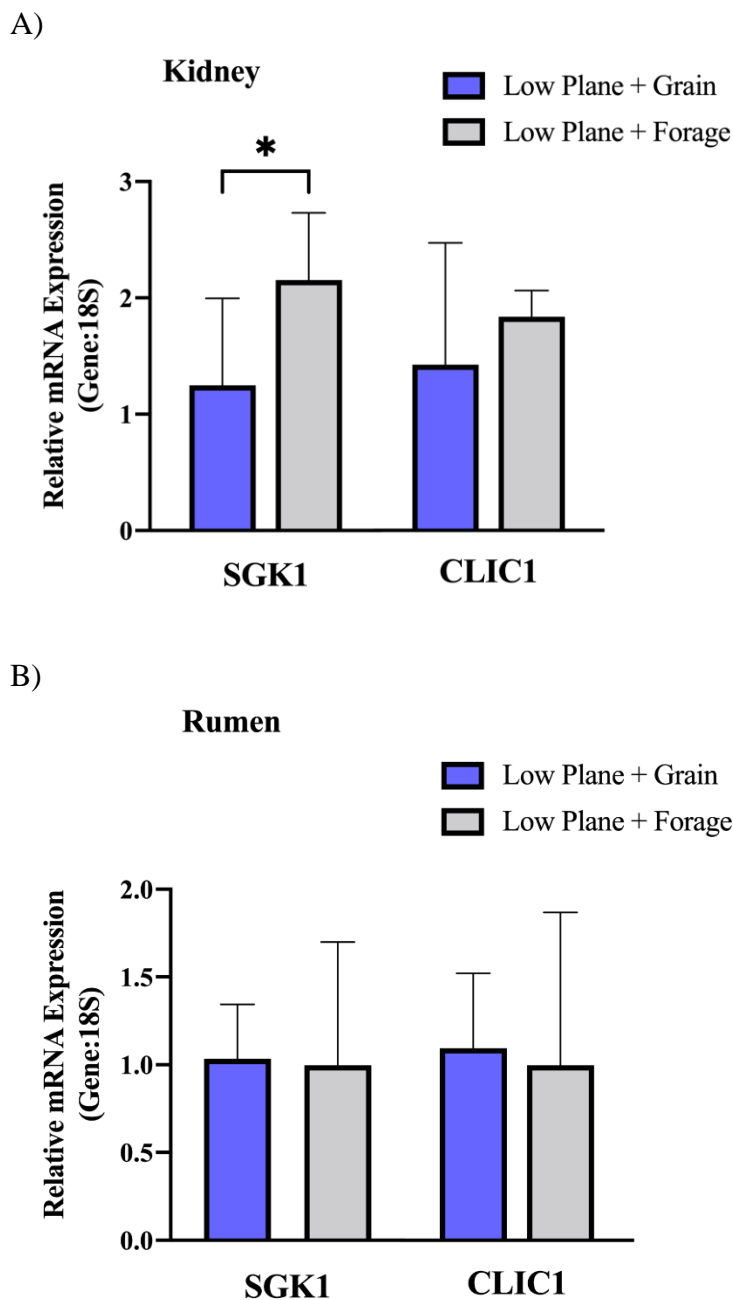 A)
Kidney
Low Plane + Grain
Low Plane + Forage
*
Relative mRNA Expression
(Gene:18S)
3
2
1
0
SGK1
CLIC1
B)
Rumen
Low Plane + Grain
Low Plane + Forage
Relative mRNA Expression
(Gene:18S)
2.0
1.5
1.0
0.5
0.0
SGK1
CLIC1